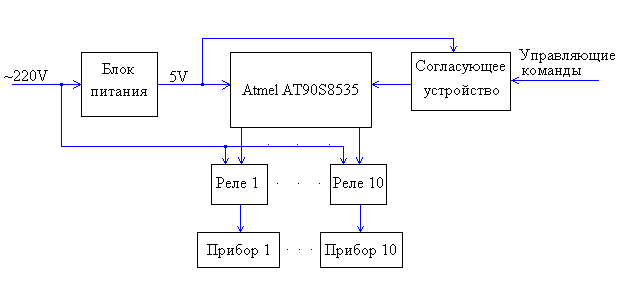 Управляющие
команды
~220V
Блок
питания
5V
Atmel AT90S8535
Согласующее
устройство
Реле 1
Реле 10
Прибор 1
Прибор 10